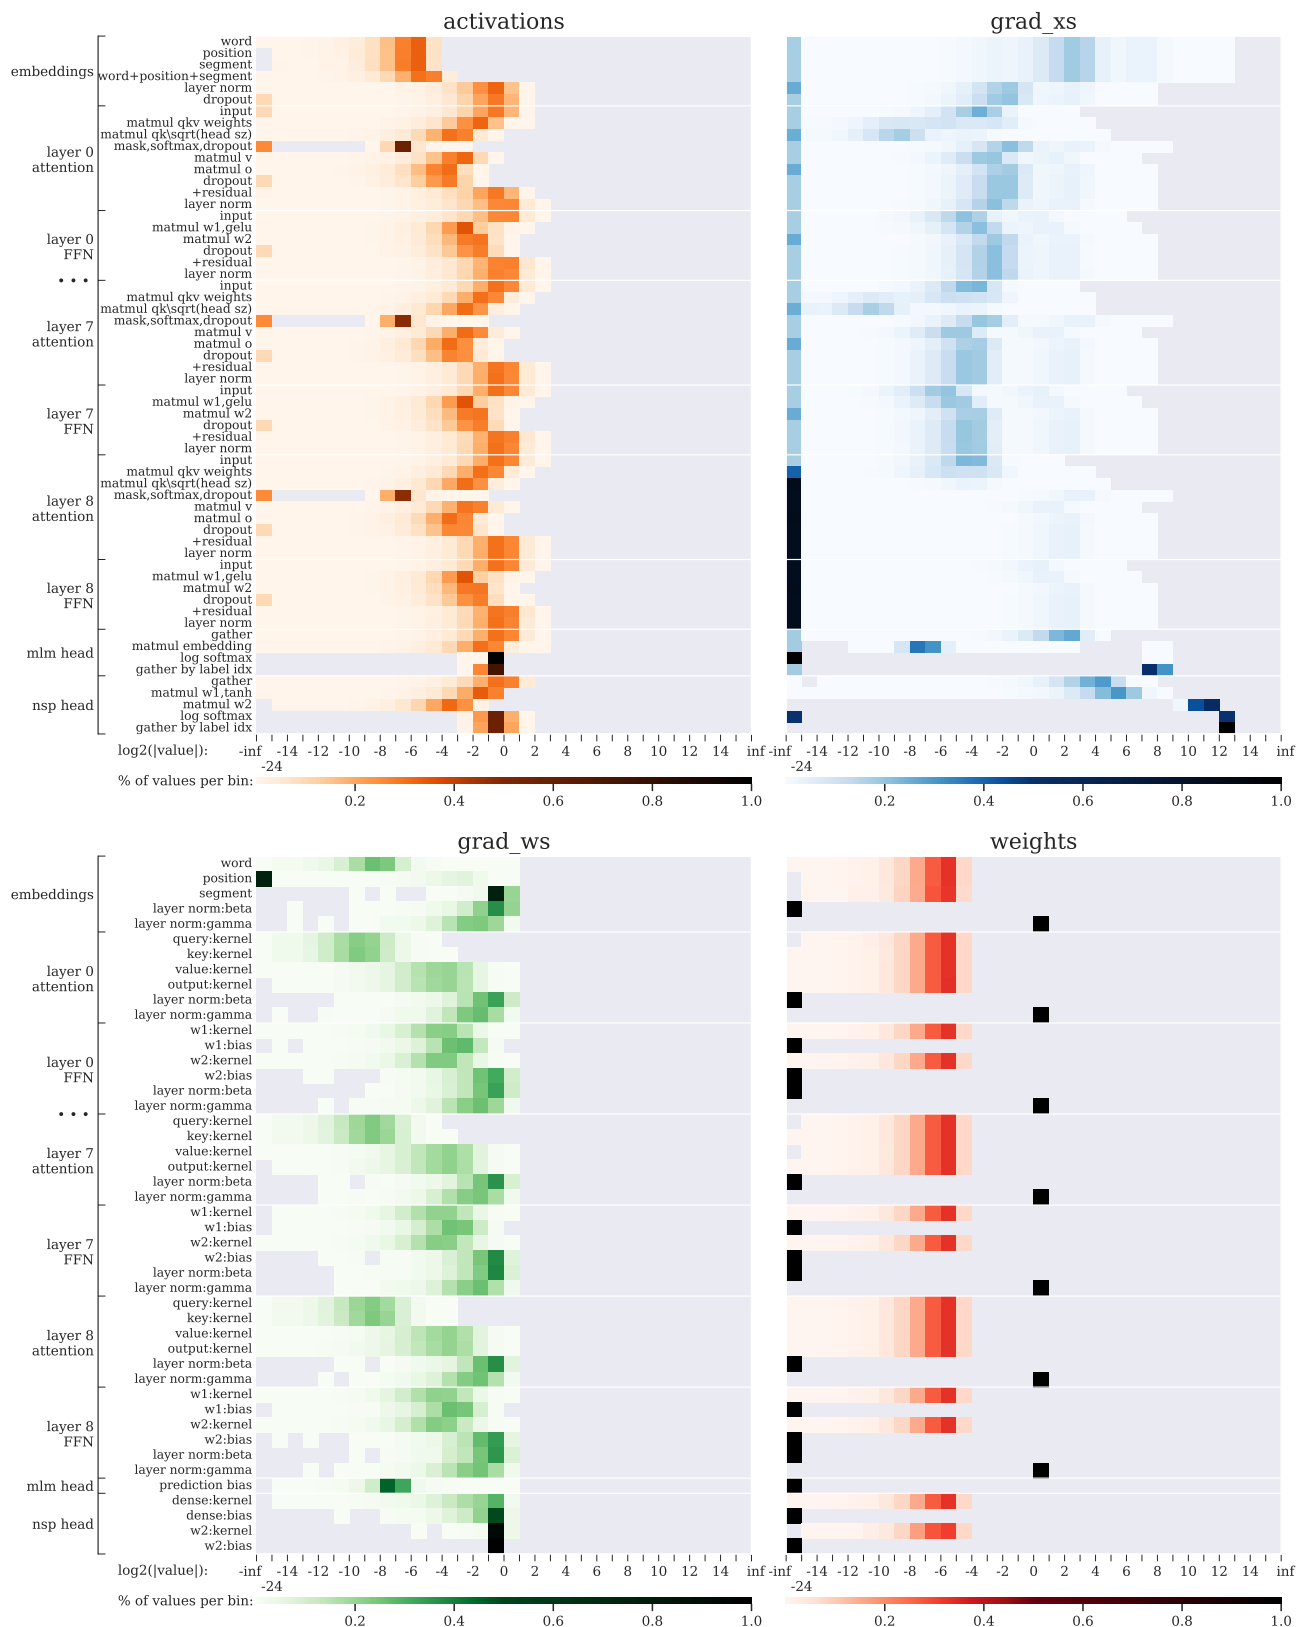 activations
grad_xs
embeddings
word
position
segment
word+position+segment
layer norm
dropout
layer 0
attention
input
matmul qkv weights
matmul qk\sqrt(head sz)
mask,softmax,dropout
matmul v
matmul o
dropout
+residual
layer norm
layer 0
FFN
input
matmul w1,gelu
matmul w2
dropout
+residual
layer norm
• • •
layer 7
attention
input
matmul qkv weights
matmul qk\sqrt(head sz)
mask,softmax,dropout
matmul v
matmul o
dropout
+residual
layer norm
layer 7
FFN
input
matmul w1,gelu
matmul w2
dropout
+residual
layer norm
layer 8
attention
input
matmul qkv weights
matmul qk\sqrt(head sz)
mask,softmax,dropout
matmul v
matmul o
dropout
+residual
layer norm
layer 8
FFN
input
matmul w1,gelu
matmul w2
dropout
+residual
layer norm
mlm head
gather
matmul embedding
log softmax
gather by label idx
nsp head
gather
matmul w1,tanh
matmul w2
log softmax
gather by label idx
log2(|value|): -inf -14 -12 -10 -8 -6 -4 -2 0 2 4 6 8 10 12 14 inf
-24
-inf -14 -12 -10 -8 -6 -4 -2 0 2 4 6 8 10 12 14 inf
-24
% of values per bin:
0.2 0.4 0.6 0.8 1.0
0.2 0.4 0.6 0.8 1.0
grad_ws
weights
embeddings
word
position
segment
layer norm:beta
layer norm:gamma
layer 0
attention
query:kernel
key:kernel
value:kernel
output:kernel
layer norm:beta
layer norm:gamma
layer 0
FFN
w1:kernel
w1:bias
w2:kernel
w2:bias
layer norm:beta
layer norm:gamma
• • •
layer 7
attention
query:kernel
key:kernel
value:kernel
output:kernel
layer norm:beta
layer norm:gamma
layer 7
FFN
w1:kernel
w1:bias
w2:kernel
w2:bias
layer norm:beta
layer norm:gamma
layer 8
attention
query:kernel
key:kernel
value:kernel
output:kernel
layer norm:beta
layer norm:gamma
layer 8
FFN
w1:kernel
w1:bias
w2:kernel
w2:bias
layer norm:beta
layer norm:gamma
mlm head
prediction bias
nsp head
dense:kernel
dense:bias
w2:kernel
w2:bias
log2(|value|): -inf -14 -12 -10 -8 -6 -4 -2 0 2 4 6 8 10 12 14 inf
-24
-inf -14 -12 -10 -8 -6 -4 -2 0 2 4 6 8 10 12 14 inf
-24
% of values per bin:
0.2 0.4 0.6 0.8 1.0
0.2 0.4 0.6 0.8 1.0